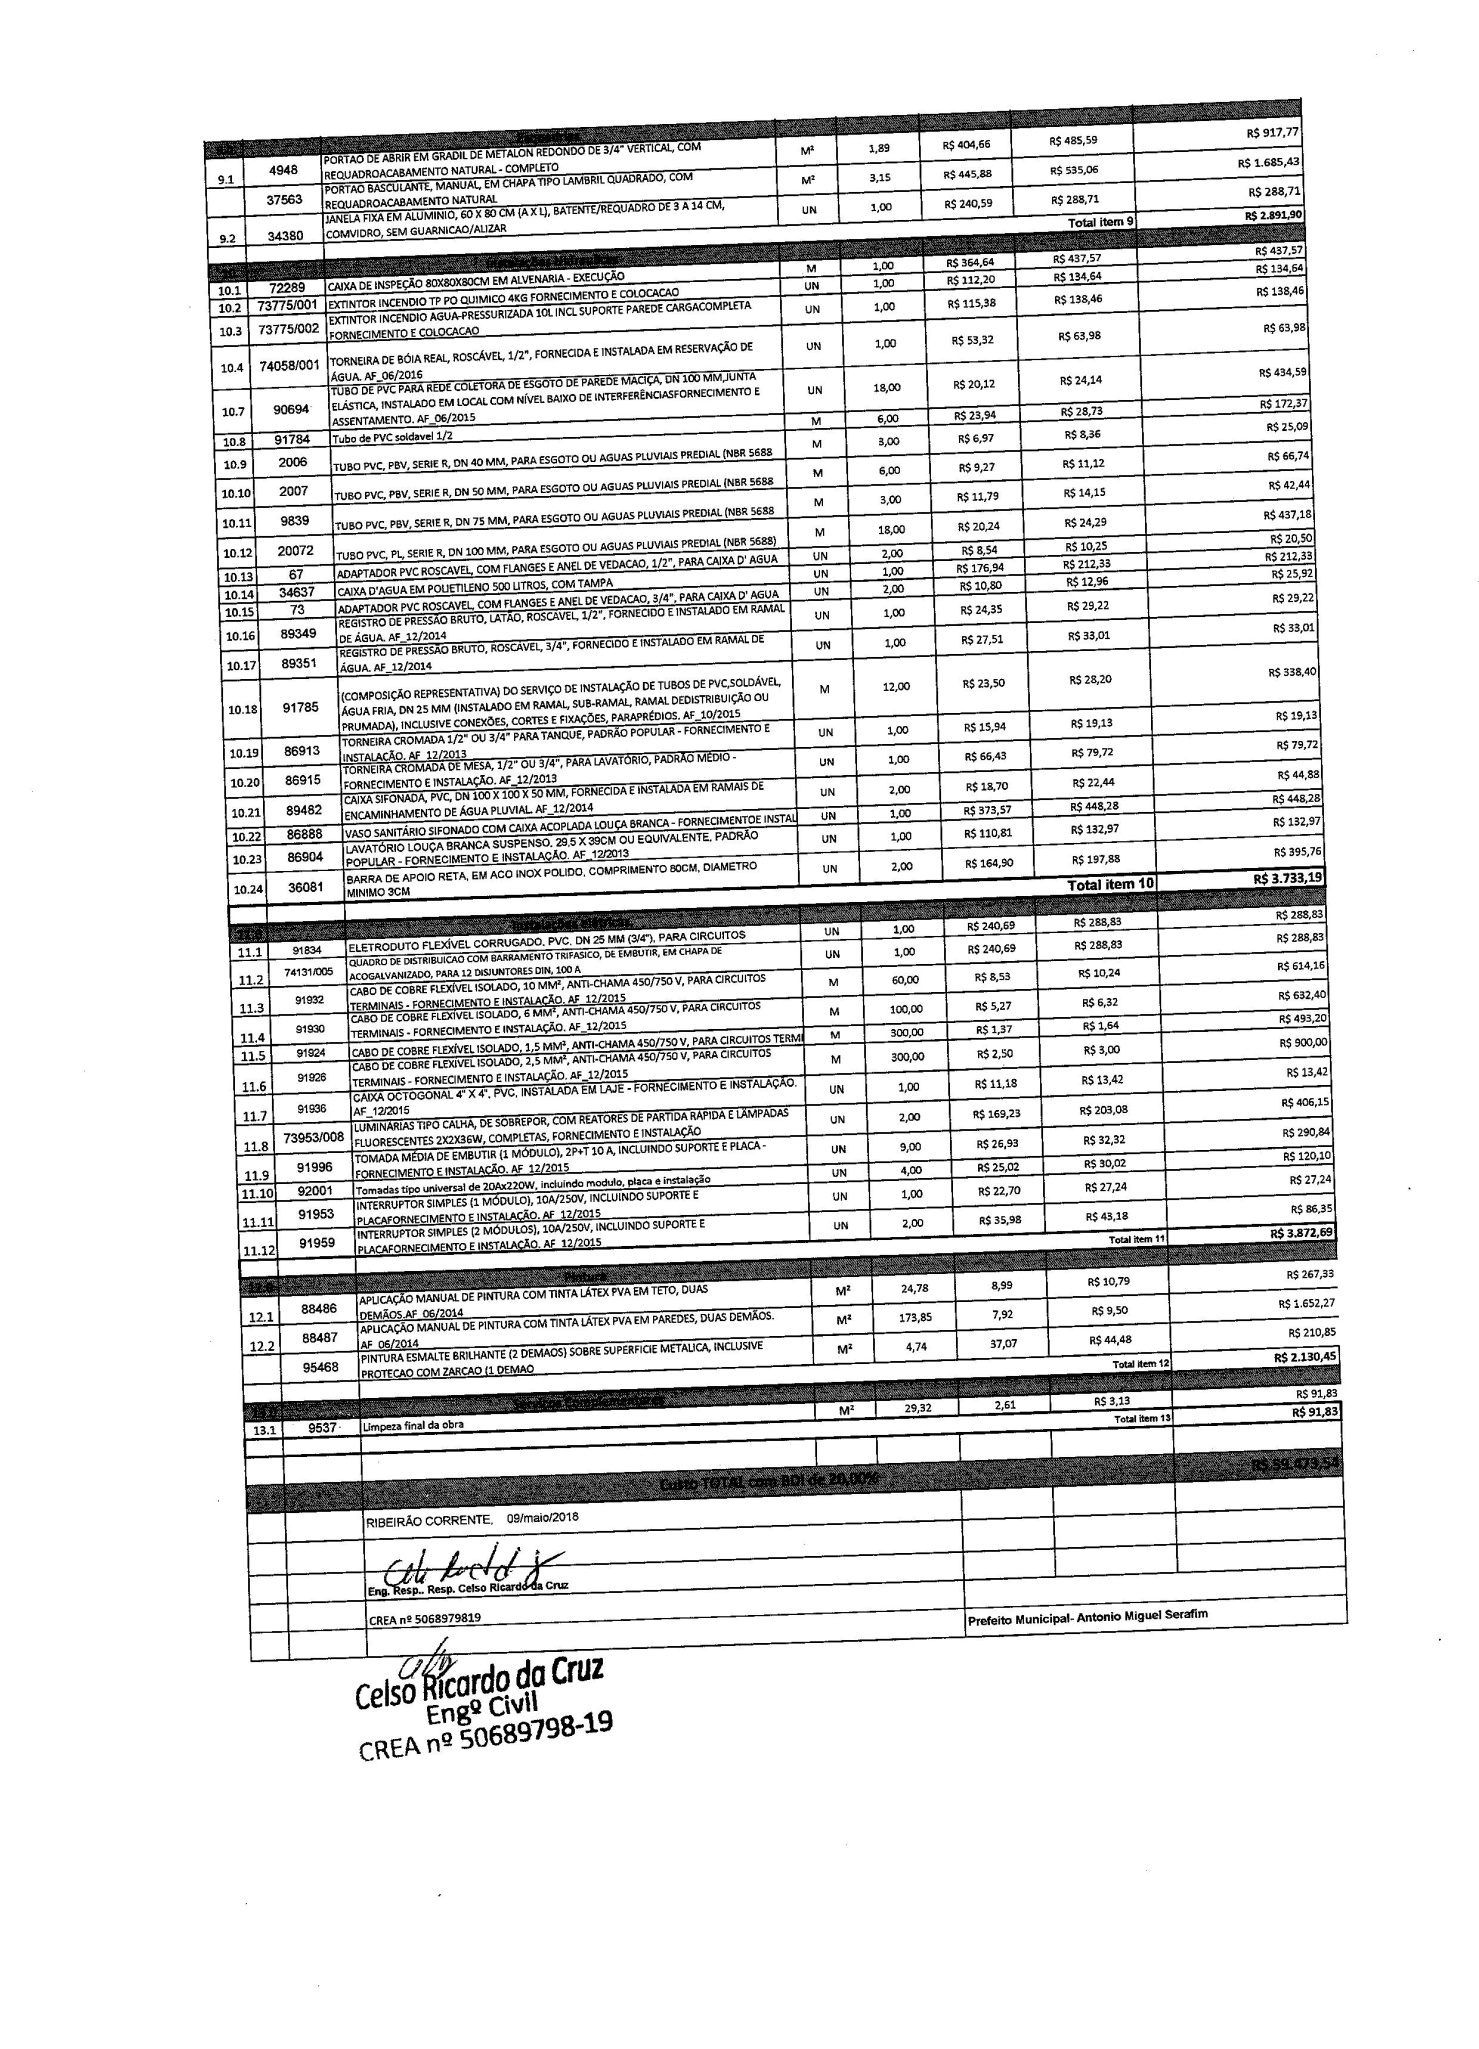 Esquadrias
9.1 4948 PORTAO DE ABRIR EM GRADIL DE METALON REDONDO DE 3/4" VERTICAL, COM M² 1,89 R$ 404,66 R$ 485,59 R$ 917,77
REQUADROACABAMENTO NATURAL - COMPLETO
37563 PORTAO BASCULANTE, MANUAL, EM CHAPA TIPO LAMBRIL QUADRADO, COM M² 3,15 R$ 445,88 R$ 535,06 R$ 1.685,43
REQUADROACABAMENTO NATURAL
9.2 34380 JANELA FIXA EM ALUMINIO, 60 X 80 CM (A X L), BATENTE/REQUADRO DE 3 A 14 CM, UN 1,00 R$ 240,59 R$ 288,71 R$ 288,71
COMVIDRO, SEM GUARNICAO/ALIZAR
Total item 9 R$ 2.891,90
Instalações Hidraulicas
10.1 72289 CAIXA DE INSPEÇÃO 80X80X80CM EM ALVENARIA - EXECUÇÃO M 1,00 R$ 364,64 R$ 437,57 R$ 437,57
10.2 73775/001 EXTINTOR INCENDIO TP PO QUIMICO 4KG FORNECIMENTO E COLOCACAO UN 1,00 R$ 112,20 R$ 134,64 R$ 134,64
10.3 73775/002 EXTINTOR INCENDIO AGUA-PRESSURIZADA 10L INCL SUPORTE PAREDE CARGACOMPLETA UN 1,00 R$ 115,38 R$ 138,46 R$ 138,46
FORNECIMENTO E COLOCACAO
10.4 74058/001 TORNEIRA DE BÓIA REAL, ROSCÁVEL, 1/2", FORNECIDA E INSTALADA EM RESERVAÇÃO DE UN 1,00 R$ 53,32 R$ 63,98 R$ 63,98
ÁGUA. AF_06/2016
10.7 90694 TUBO DE PVC PARA REDE COLETORA DE ESGOTO DE PAREDE MACIÇA, DN 100 MM,JUNTA UN 18,00 R$ 20,12 R$ 24,14 R$ 434,59
ELÁSTICA, INSTALADO EM LOCAL COM NÍVEL BAIXO DE INTERFERÊNCIASFORNECIMENTO E
ASSENTAMENTO. AF_06/2015
10.8 91784 Tubo de PVC soldavel 1/2 M 6,00 R$ 23,94 R$ 28,73 R$ 172,37
10.9 2006 TUBO PVC, PBV, SERIE R, DN 40 MM, PARA ESGOTO OU AGUAS PLUVIAIS PREDIAL (NBR 5688 M 3,00 R$ 6,97 R$ 8,36 R$ 25,09
10.10 2007 TUBO PVC, PBV, SERIE R, DN 50 MM, PARA ESGOTO OU AGUAS PLUVIAIS PREDIAL (NBR 5688 M 6,00 R$ 9,27 R$ 11,12 R$ 66,74
10.11 9839 TUBO PVC, PBV, SERIE R, DN 75 MM, PARA ESGOTO OU AGUAS PLUVIAIS PREDIAL (NBR 5688 M 3,00 R$ 11,79 R$ 14,15 R$ 42,44
10.12 20072 TUBO PVC, PL, SERIE R, DN 100 MM, PARA ESGOTO OU AGUAS PLUVIAIS PREDIAL (NBR 5688) M 18,00 R$ 20,24 R$ 24,29 R$ 437,18
10.13 67 ADAPTADOR PVC ROSCAVEL, COM FLANGES E ANEL DE VEDACAO, 1/2", PARA CAIXA D' AGUA UN 2,00 R$ 8,54 R$ 10,25 R$ 20,50
10.14 34637 CAIXA D'AGUA EM POLIETILENO 500 LITROS, COM TAMPA UN 1,00 R$ 176,94 R$ 212,33 R$ 212,33
10.15 73 ADAPTADOR PVC ROSCAVEL, COM FLANGES E ANEL DE VEDACAO, 3/4", PARA CAIXA D' AGUA UN 2,00 R$ 10,80 R$ 12,96 R$ 25,92
10.16 89349 REGISTRO DE PRESSÃO BRUTO, LATÃO, ROSCÁVEL, 1/2", FORNECIDO E INSTALADO EM RAMAL UN 1,00 R$ 24,35 R$ 29,22 R$ 29,22
DE ÁGUA. AF_12/2014
10.17 89351 REGISTRO DE PRESSÃO BRUTO, ROSCÁVEL, 3/4", FORNECIDO E INSTALADO EM RAMAL DE UN 1,00 R$ 27,51 R$ 33,01 R$ 33,01
ÁGUA. AF_12/2014
10.18 91785 (COMPOSIÇÃO REPRESENTATIVA) DO SERVIÇO DE INSTALAÇÃO DE TUBOS DE PVC,SOLDÁVEL, M 12,00 R$ 23,50 R$ 28,20 R$ 338,40
ÁGUA FRIA, DN 25 MM (INSTALADO EM RAMAL, SUB-RAMAL, RAMAL DEDISTRIBUIÇÃO OU
PRUMADA), INCLUSIVE CONEXÕES, CORTES E FIXAÇÕES, PARAPRÉDIOS. AF_10/2015
10.19 86913 TORNEIRA CROMADA 1/2" OU 3/4" PARA TANQUE, PADRÃO POPULAR - FORNECIMENTO E UN 1,00 R$ 15,94 R$ 19,13 R$ 19,13
INSTALAÇÃO. AF_12/2013
10.20 86915 TORNEIRA CROMADA DE MESA, 1/2" OU 3/4", PARA LAVATÓRIO, PADRÃO MÉDIO - UN 1,00 R$ 66,43 R$ 79,72 R$ 79,72
FORNECIMENTO E INSTALAÇÃO. AF_12/2013
10.21 89482 CAIXA SIFONADA, PVC, DN 100 X 100 X 50 MM, FORNECIDA E INSTALADA EM RAMAIS DE UN 2,00 R$ 18,70 R$ 22,44 R$ 44,88
ENCAMINHAMENTO DE ÁGUA PLUVIAL. AF_12/2014
10.22 86888 VASO SANITÁRIO SIFONADO COM CAIXA ACOPLADA LOUÇA BRANCA - FORNECIMENTOE INSTAL UN 1,00 R$ 373,57 R$ 448,28 R$ 448,28
10.23 86904 LAVATÓRIO LOUÇA BRANCA SUSPENSO, 29,5 X 39CM OU EQUIVALENTE, PADRÃO UN 1,00 R$ 110,81 R$ 132,97 R$ 132,97
POPULAR - FORNECIMENTO E INSTALAÇÃO. AF_12/2013
10.24 36081 BARRA DE APOIO RETA, EM ACO INOX POLIDO, COMPRIMENTO 80CM, DIAMETRO UN 2,00 R$ 164,90 R$ 197,88 R$ 395,76
MINIMO 3CM
Total item 10 R$ 3.733,19
Instalações elétricas
11.1 91834 ELETRODUTO FLEXÍVEL CORRUGADO, PVC, DN 25 MM (3/4"), PARA CIRCUITOS UN 1,00 R$ 240,69 R$ 288,83 R$ 288,83
11.2 74131/005 QUADRO DE DISTRIBUICAO COM BARRAMENTO TRIFASICO, DE EMBUTIR, EM CHAPA DE UN 1,00 R$ 240,69 R$ 288,83 R$ 288,83
ACOGALVANIZADO, PARA 12 DISJUNTORES DIN, 100 A
11.3 91932 CABO DE COBRE FLEXÍVEL ISOLADO, 10 MM², ANTI-CHAMA 450/750 V, PARA CIRCUITOS M 60,00 R$ 8,53 R$ 10,24 R$ 614,16
TERMINAIS - FORNECIMENTO E INSTALAÇÃO. AF_12/2015
11.4 91930 CABO DE COBRE FLEXÍVEL ISOLADO, 6 MM², ANTI-CHAMA 450/750 V, PARA CIRCUITOS M 100,00 R$ 5,27 R$ 6,32 R$ 632,40
TERMINAIS - FORNECIMENTO E INSTALAÇÃO. AF_12/2015
11.5 91924 CABO DE COBRE FLEXÍVEL ISOLADO, 1,5 MM², ANTI-CHAMA 450/750 V, PARA CIRCUITOS TERMI M 300,00 R$ 1,37 R$ 1,64 R$ 493,20
11.6 91926 CABO DE COBRE FLEXÍVEL ISOLADO, 2,5 MM², ANTI-CHAMA 450/750 V, PARA CIRCUITOS M 300,00 R$ 2,50 R$ 3,00 R$ 900,00
TERMINAIS - FORNECIMENTO E INSTALAÇÃO. AF_12/2015
11.7 91936 CAIXA OCTOGONAL 4" X 4", PVC, INSTALADA EM LAJE - FORNECIMENTO E INSTALAÇÃO. UN 1,00 R$ 11,18 R$ 13,42 R$ 13,42
AF_12/2015
11.8 73953/008 LUMINÁRIAS TIPO CALHA, DE SOBREPOR, COM REATORES DE PARTIDA RÁPIDA E LÂMPADAS UN 2,00 R$ 169,23 R$ 203,08 R$ 406,15
FLUORESCENTES 2X2X36W, COMPLETAS, FORNECIMENTO E INSTALAÇÃO
11.9 91996 TOMADA MÉDIA DE EMBUTIR (1 MÓDULO), 2P+T 10 A, INCLUINDO SUPORTE E PLACA - UN 9,00 R$ 26,93 R$ 32,32 R$ 290,84
FORNECIMENTO E INSTALAÇÃO. AF_12/2015
11.10 92001 Tomadas tipo universal de 20Ax220W, incluindo modulo, placa e instalação UN 4,00 R$ 25,02 R$ 30,02 R$ 120,10
11.11 91953 INTERRUPTOR SIMPLES (1 MÓDULO), 10A/250V, INCLUINDO SUPORTE E UN 1,00 R$ 22,70 R$ 27,24 R$ 27,24
PLACAFORNECIMENTO E INSTALAÇÃO. AF_12/2015
11.12 91959 INTERRUPTOR SIMPLES (2 MÓDULOS), 10A/250V, INCLUINDO SUPORTE E UN 2,00 R$ 35,98 R$ 43,18 R$ 86,35
PLACAFORNECIMENTO E INSTALAÇÃO. AF_12/2015
Total item 11 R$ 3.872,69
12.0 Pintura
12.1 88486 APLICAÇÃO MANUAL DE PINTURA COM TINTA LÁTEX PVA EM TETO, DUAS M² 24,78 8,99 R$ 10,79 R$ 267,33
DEMÃOS.AF_06/2014
12.2 88487 APLICAÇÃO MANUAL DE PINTURA COM TINTA LÁTEX PVA EM PAREDES, DUAS DEMÃOS. M² 173,85 7,92 R$ 9,50 R$ 1.652,27
AF_06/2014
95468 PINTURA ESMALTE BRILHANTE (2 DEMAOS) SOBRE SUPERFICIE METALICA, INCLUSIVE M² 4,74 37,07 R$ 44,48 R$ 210,85
PROTECAO COM ZARCAO (1 DEMAO
Total item 12 R$ 2.130,45
Serviços Complementares
13.1 9537 Limpeza final da obra M² 29,32 2,61 R$ 3,13 R$ 91,83
Total item 13 R$ 91,83
Custo TOTAL com BDI de 20,00% R$ 59.473,54
RIBEIRÃO CORRENTE, 09/maio/2018
Eng. Resp.. Resp. Celso Ricardo da Cruz
CREA nº 5068979819
Prefeito Municipal- Antonio Miguel Serafim
Celso Ricardo da Cruz
Engº Civil
CREA nº 50689798-19